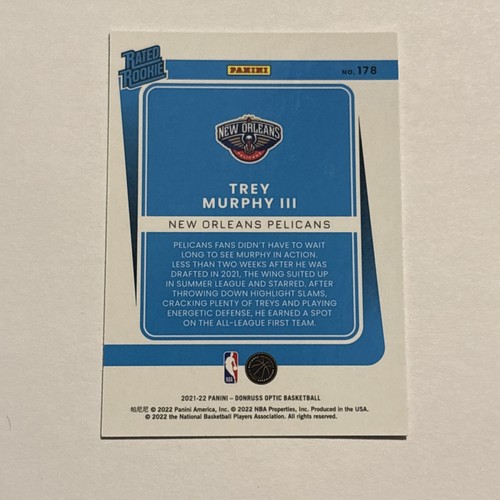 RATED
ROOKIE
PANINI
NO. 178
NEW ORLEANS
PELICANS
TREY
MURPHY III
NEW ORLEANS PELICANS
PELICANS FANS DIDN'T HAVE TO WAIT
LONG TO SEE MURPHY IN ACTION.
LESS THAN TWO WEEKS AFTER HE WAS
DRAFTED IN 2021, THE WING SUITED UP
IN SUMMER LEAGUE AND STARRED. AFTER
THROWING DOWN HIGHLIGHT SLAMS,
CRACKING PLENTY OF TREYS AND PLAYING
ENERGETIC DEFENSE, HE EARNED A SPOT
ON THE ALL-LEAGUE FIRST TEAM.
NBA
2021-22 PANINI – DONRUSS OPTIC BASKETBALL
帕尼尼 © 2022 Panini America, Inc. © 2022 NBA Properties, Inc. Produced in the USA.
© 2022 the National Basketball Players Association. All rights reserved.